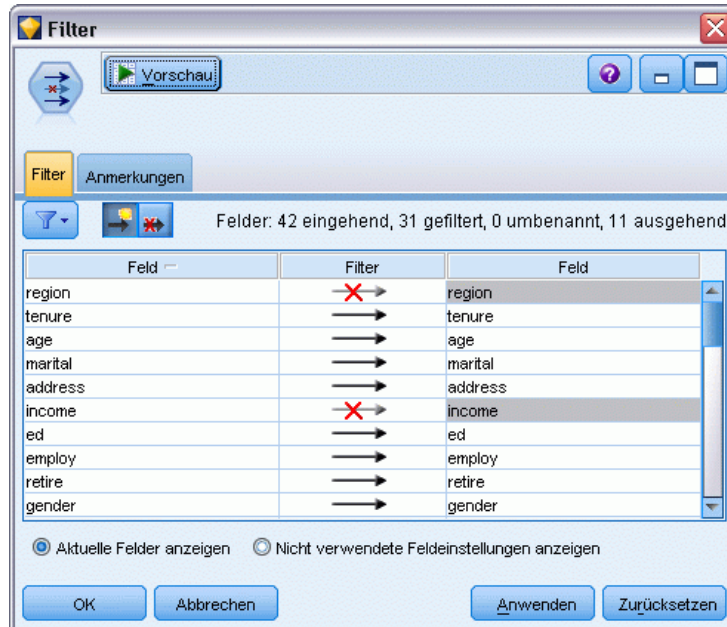 Filter
Vorschau
Filter Anmerkungen
Felder: 42 eingehend, 31 gefiltert, 0 umbenannt, 11 ausgehend
Feld Filter Feld
region region
tenure tenure
age age
marital marital
address address
income income
ed ed
employ employ
retire retire
gender gender
Aktuelle Felder anzeigen Nicht verwendete Feldeinstellungen anzeigen
OK Abbrechen Anwenden Zurücksetzen